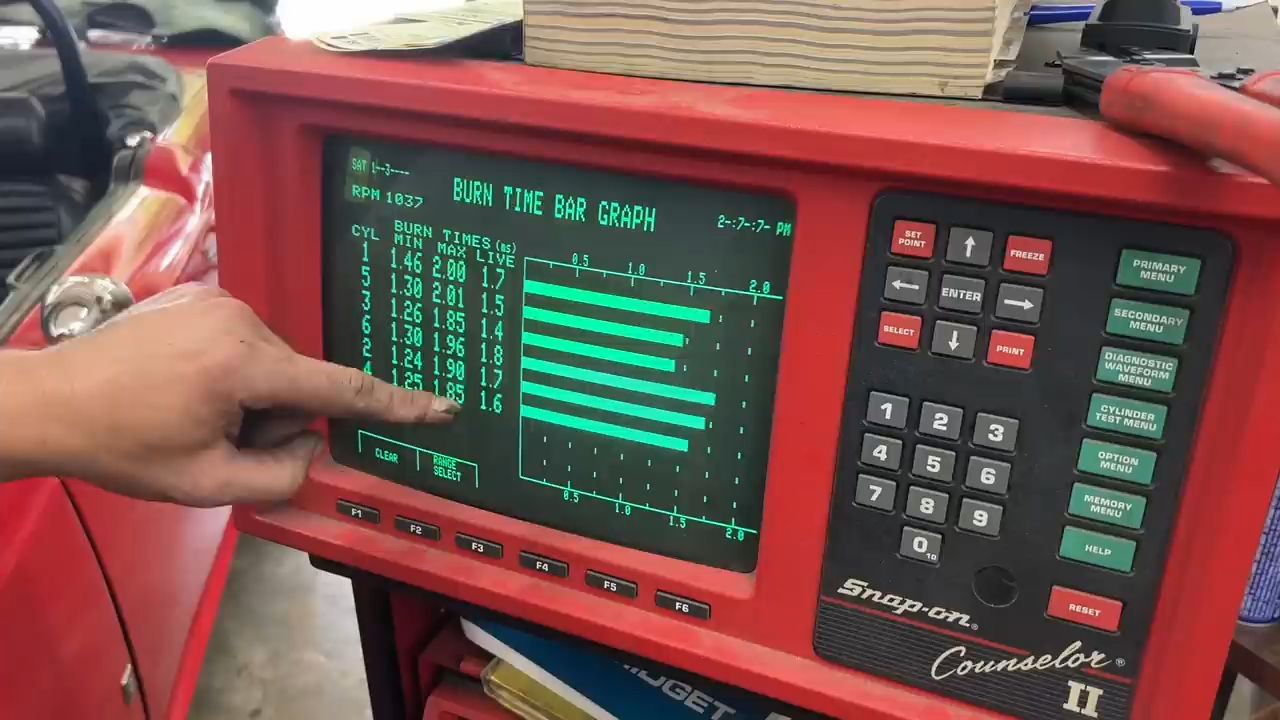 SAT 1--3----
RPM 1037
BURN TIME BAR GRAPH
2-:7-:7- PM
BURN TIMES (ms)
CYL MIN MAX LIVE
1 1.46 2.00 1.7
5 1.30 2.01 1.5
3 1.26 1.85 1.4
6 1.30 1.96 1.8
2 1.24 1.90 1.7
4 1.25 1.85 1.6
0.5 1.0 1.5 2.0
0.5 1.0 1.5 2.0
CLEAR
RANGE
SELECT
F1 F2 F3 F4 F5 F6
SET
POINT
FREEZE
ENTER
SELECT
PRINT
1 2 3
4 5 6
7 8 9
0 10
PRIMARY
MENU
SECONDARY
MENU
DIAGNOSTIC
WAVEFORM
MENU
CYLINDER
TEST MENU
OPTION
MENU
MEMORY
MENU
HELP
RESET
Snap-on®
Counselor®
II
MIDGET